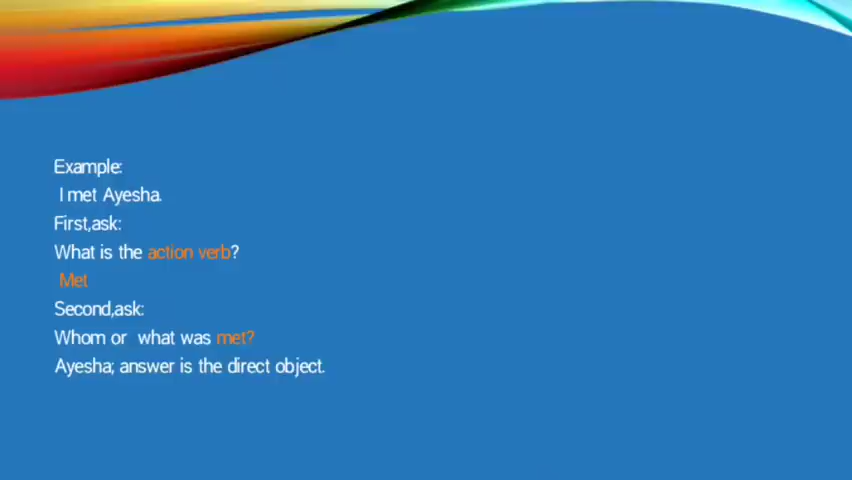 Example:
I met Ayesha.
First,ask:
What is the action verb?
Met
Second,ask:
Whom or what was met?
Ayesha; answer is the direct object.